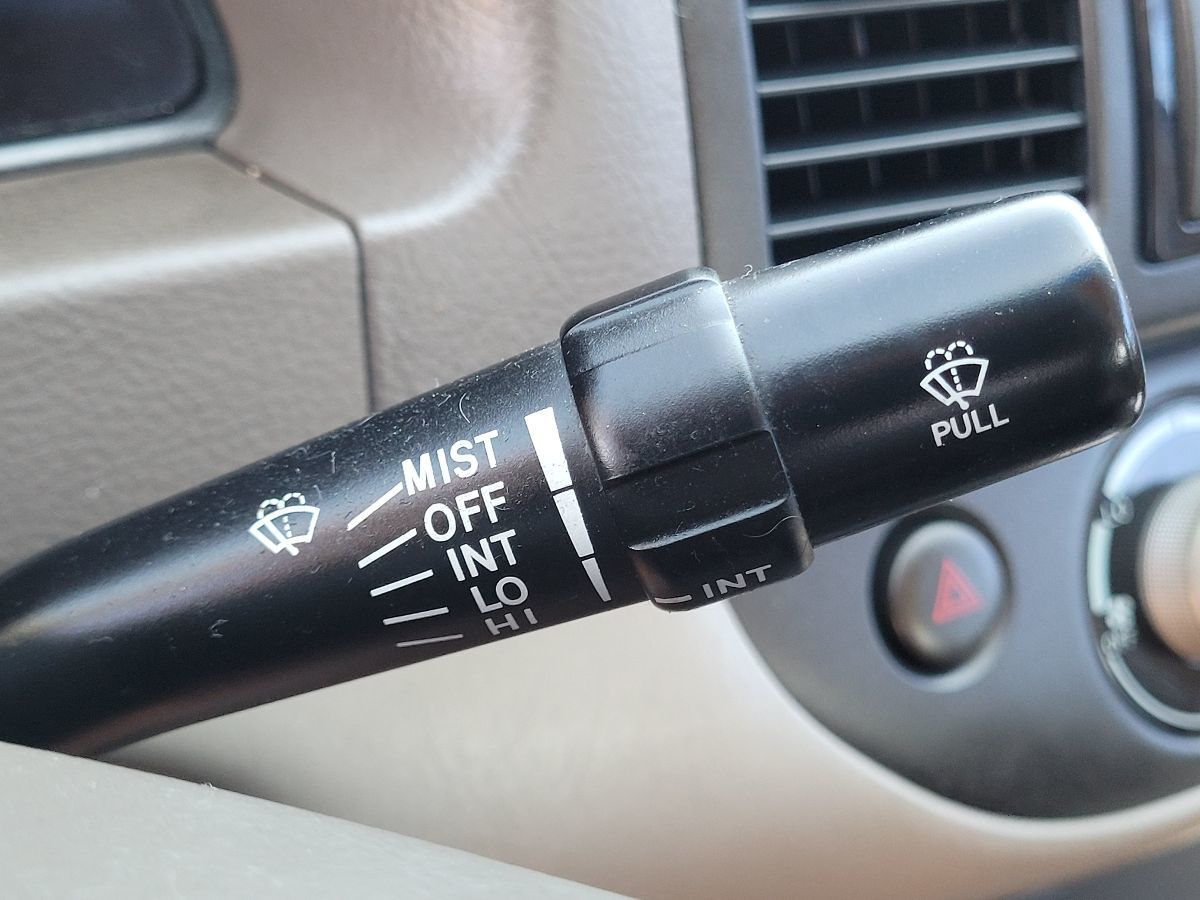 MIST
OFF
INT
LO
HI
INT
PULL